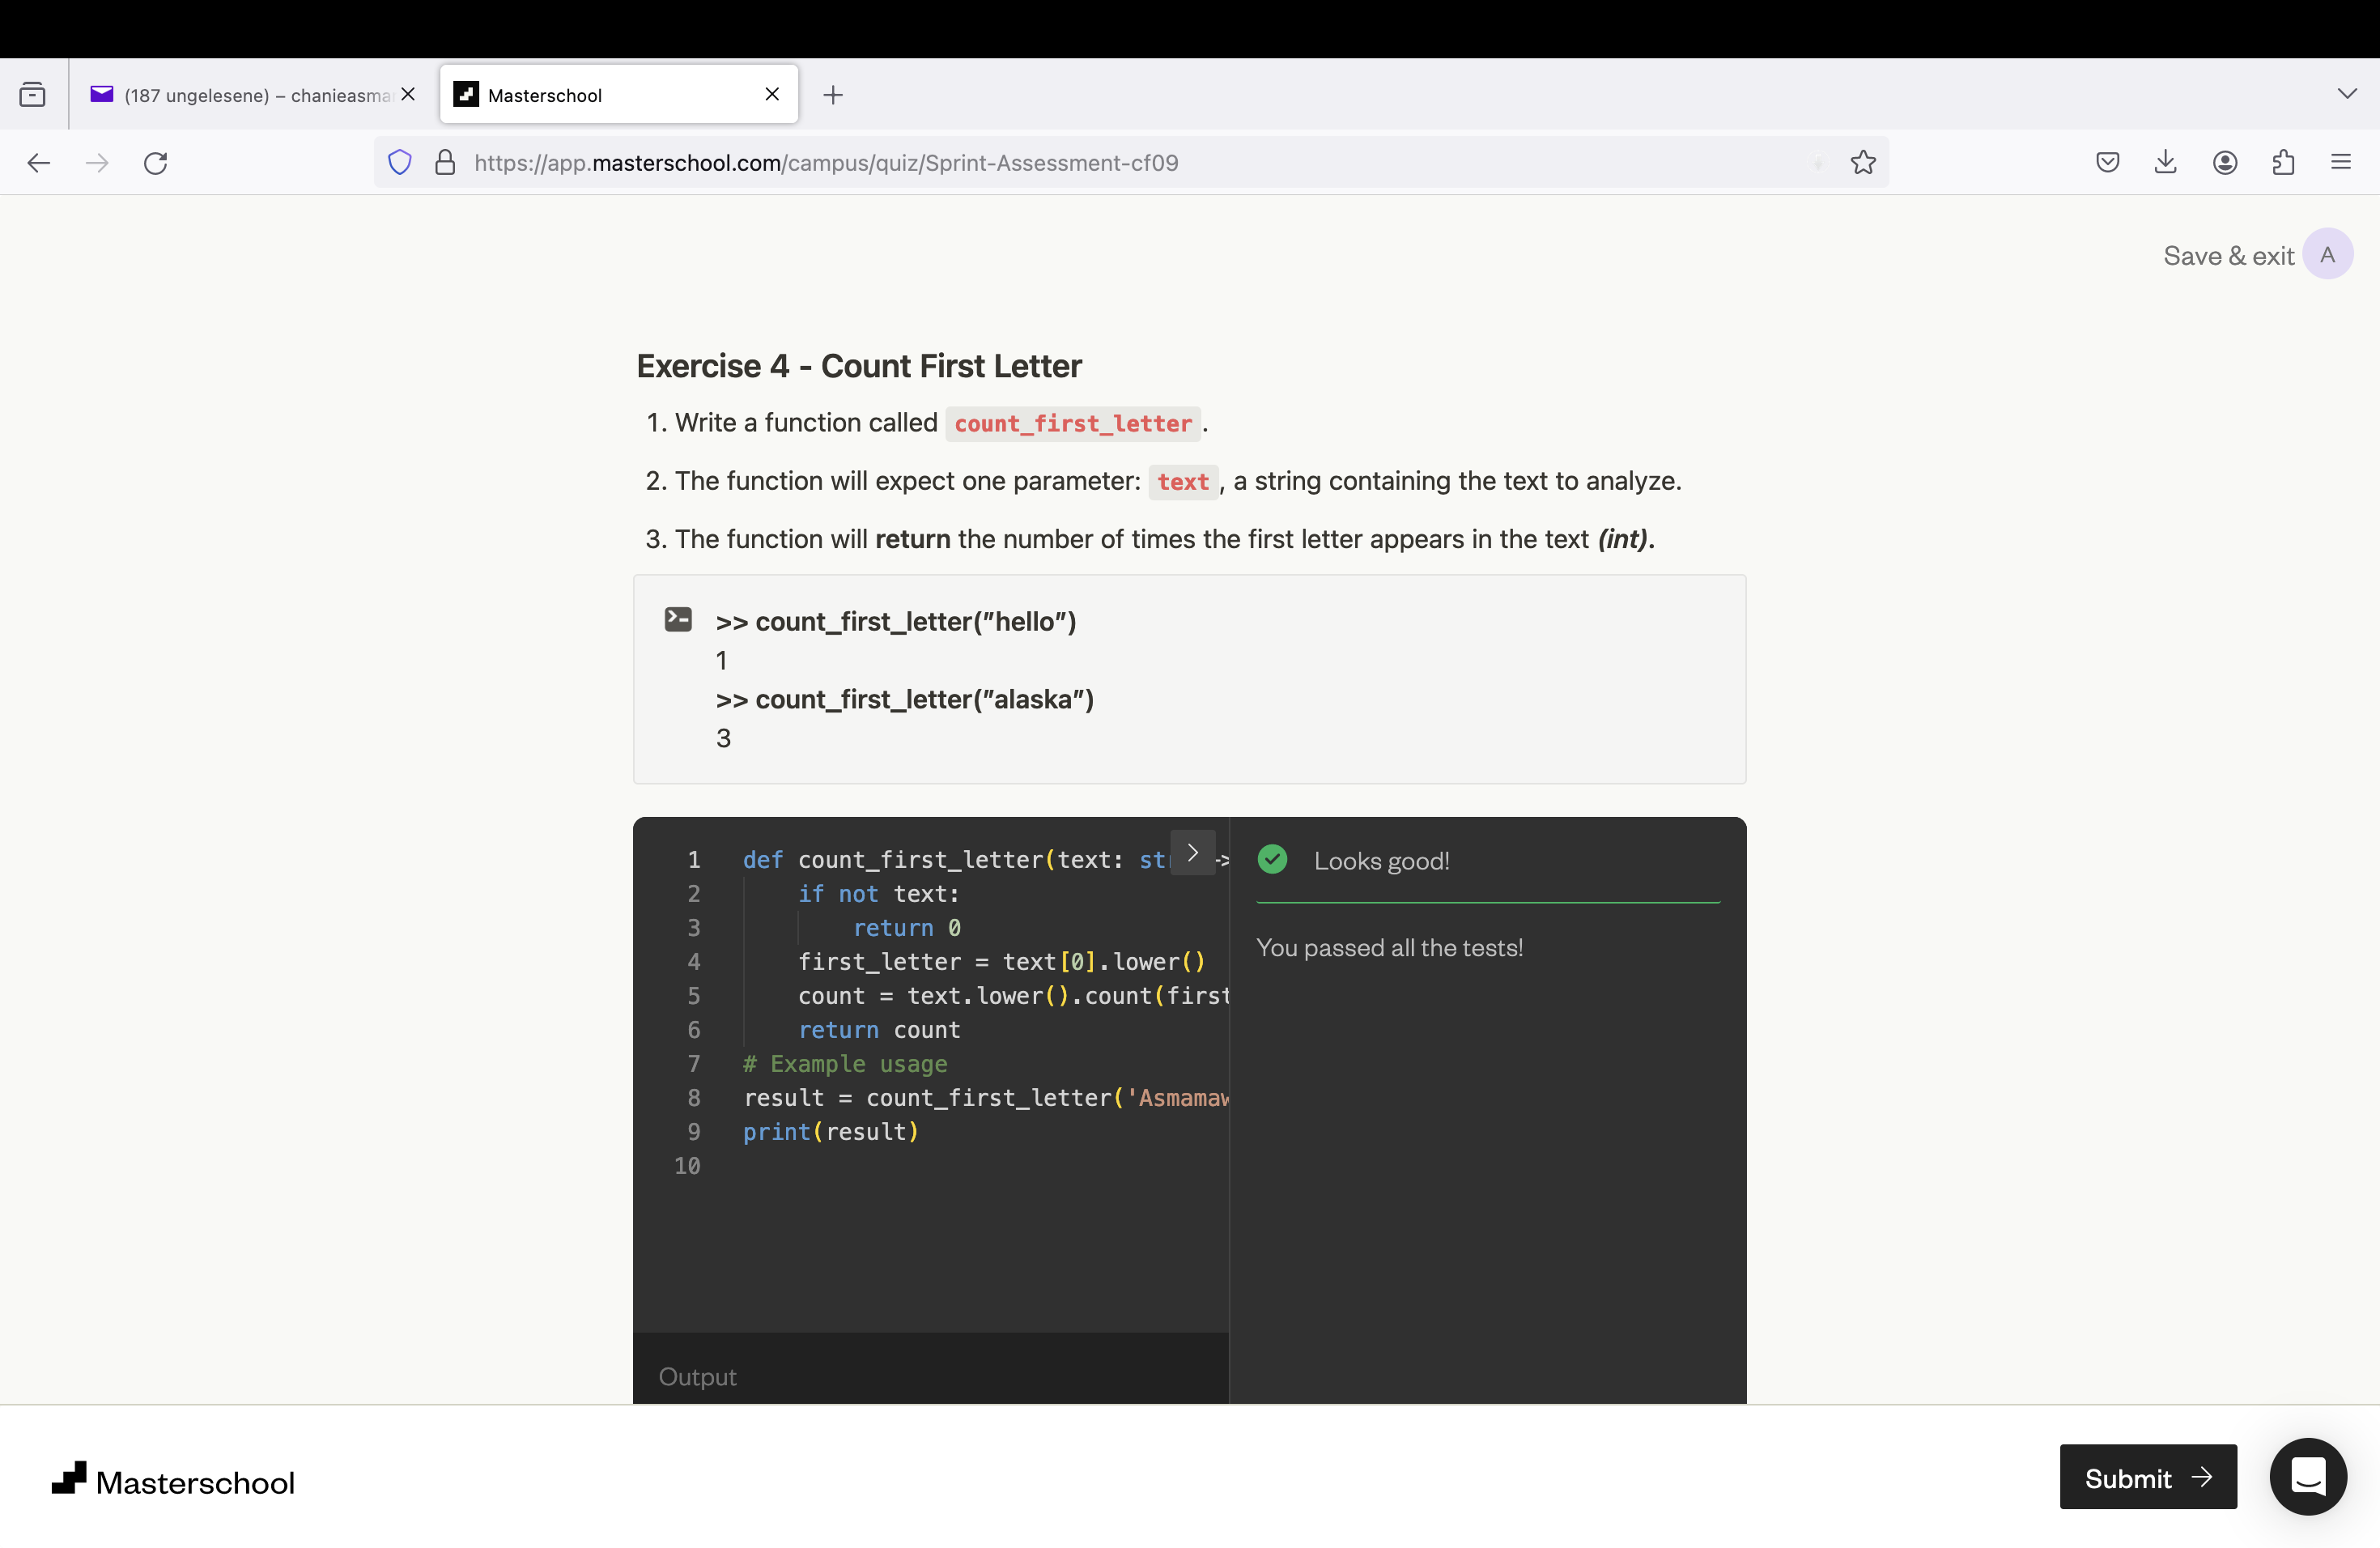 (187 ungelesene) – chanieasma
Masterschool
https://app.masterschool.com/campus/quiz/Sprint-Assessment-cf09
Save & exit
A
Exercise 4 - Count First Letter
1. Write a function called count_first_letter.
2. The function will expect one parameter: text, a string containing the text to analyze.
3. The function will return the number of times the first letter appears in the text (int).
>> count_first_letter("hello")
1
>> count_first_letter("alaska")
3
1 def count_first_letter(text: st ->
2 if not text:
3 return 0
4 first_letter = text[0].lower()
5 count = text.lower().count(first
6 return count
7 # Example usage
8 result = count_first_letter('Asmamaw
9 print(result)
10
Looks good!
You passed all the tests!
Output
Masterschool
Submit →